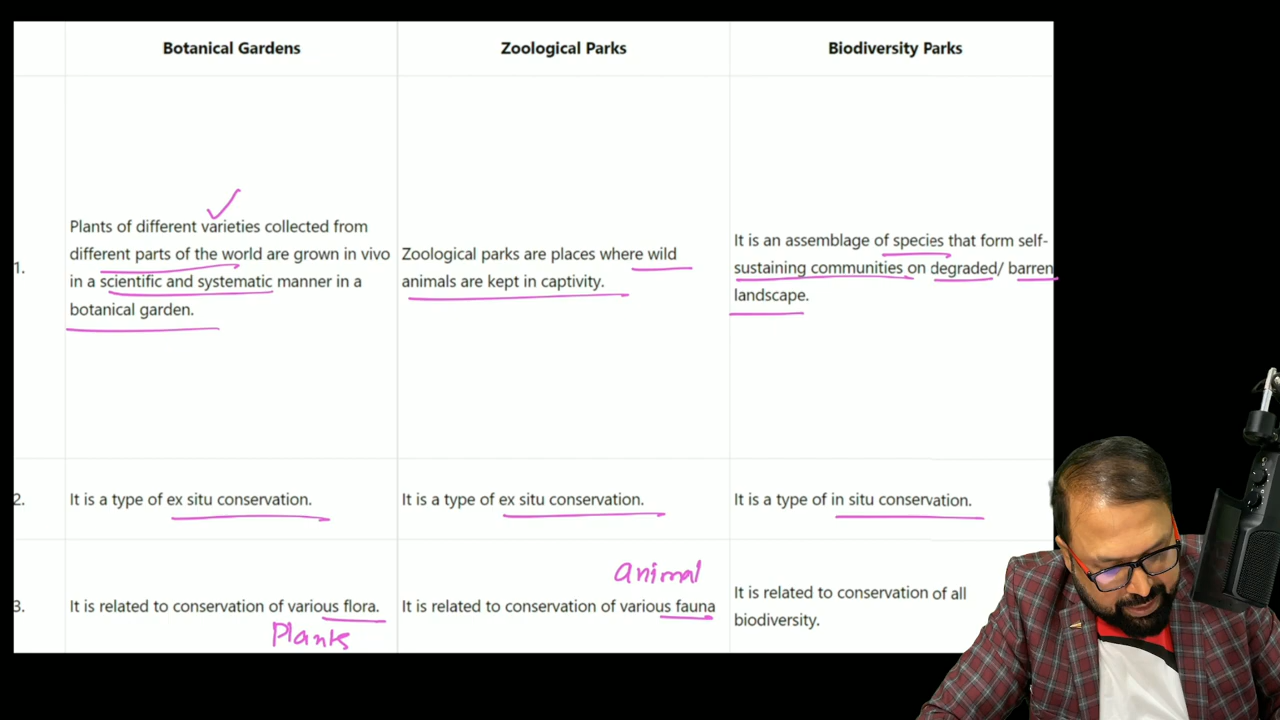 Botanical Gardens
Zoological Parks
Biodiversity Parks
1.
Plants of different varieties collected from
different parts of the world are grown in vivo
in a scientific and systematic manner in a
botanical garden.
Zoological parks are places where wild
animals are kept in captivity.
It is an assemblage of species that form self-
sustaining communities on degraded/ barren
landscape.
2.
It is a type of ex situ conservation.
It is a type of ex situ conservation.
It is a type of in situ conservation.
3.
It is related to conservation of various flora.
Plants
animal
It is related to conservation of various fauna
It is related to conservation of all
biodiversity.